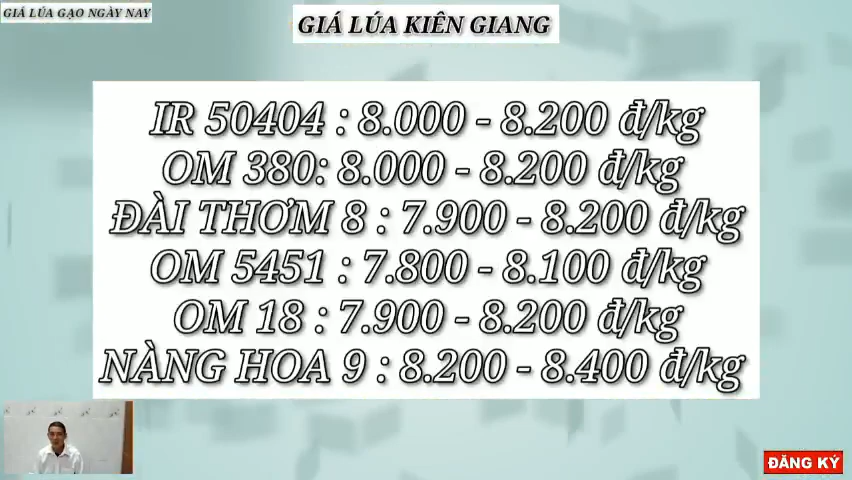 GIÁ LÚA GẠO NGÀY NAY
GIÁ LÚA KIÊN GIANG
IR 50404 : 8.000 - 8.200 đ/kg
OM 380: 8.000 - 8.200 đ/kg
ĐÀI THƠM 8 : 7.900 - 8.200 đ/kg
OM 5451 : 7.800 - 8.100 đ/kg
OM 18 : 7.900 - 8.200 đ/kg
NÀNG HOA 9 : 8.200 - 8.400 đ/kg
ĐĂNG KÝ